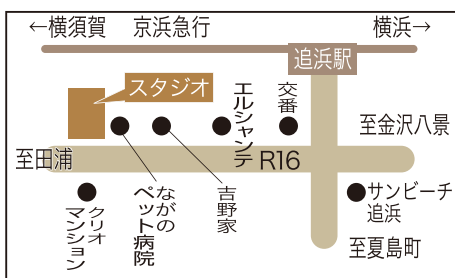 ←横須賀 京浜急行 横浜→
追浜駅
スタジオ
エルシャンテ
交番
至金沢八景
至田浦
R16
クリオ
マンション
ながの
ペット病院
吉野家
サンビーチ
追浜
至夏島町